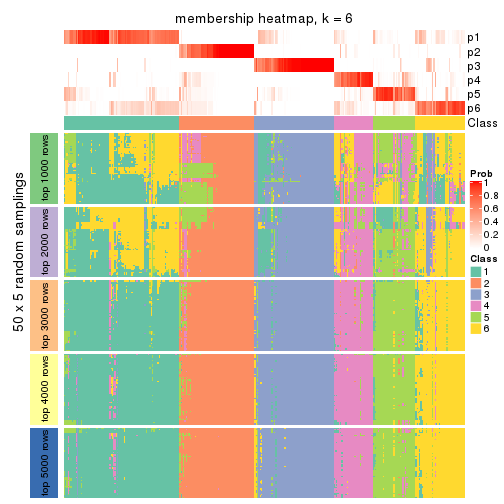 membership heatmap, k = 6
p1
p2
p3
p4
p5
p6
Class
50 x 5 random samplings
top 1000 rows
top 2000 rows
top 3000 rows
top 4000 rows
top 5000 rows
Prob
1
0.8
0.6
0.4
0.2
0
Class
1
2
3
4
5
6